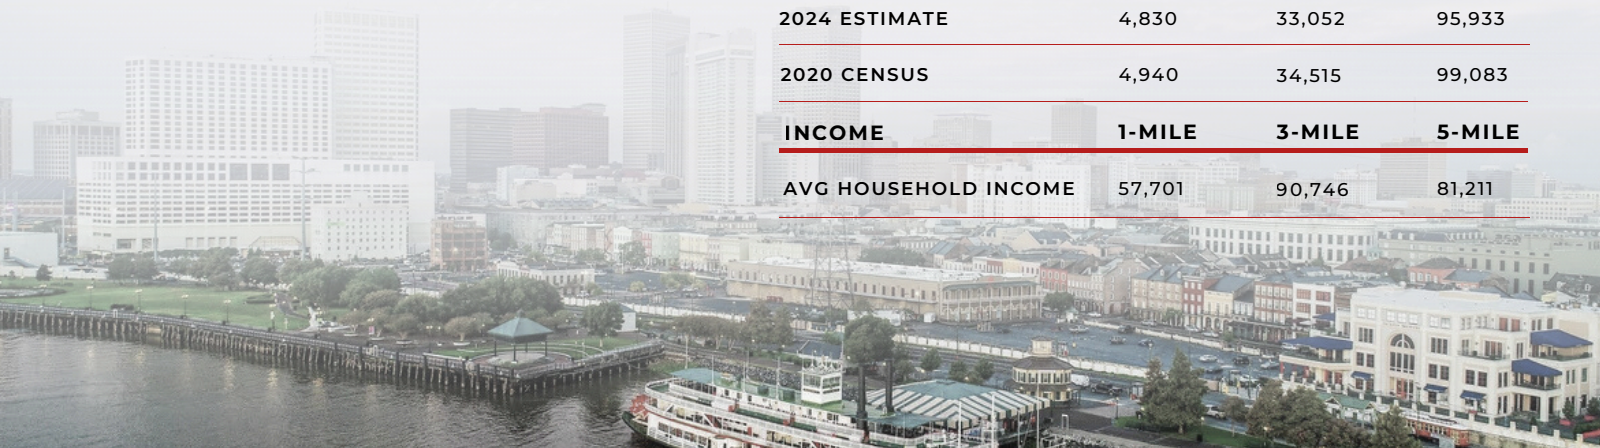 2024 ESTIMATE 4,830 33,052 95,933
2020 CENSUS 4,940 34,515 99,083
INCOME 1-MILE 3-MILE 5-MILE
AVG HOUSEHOLD INCOME 57,701 90,746 81,211